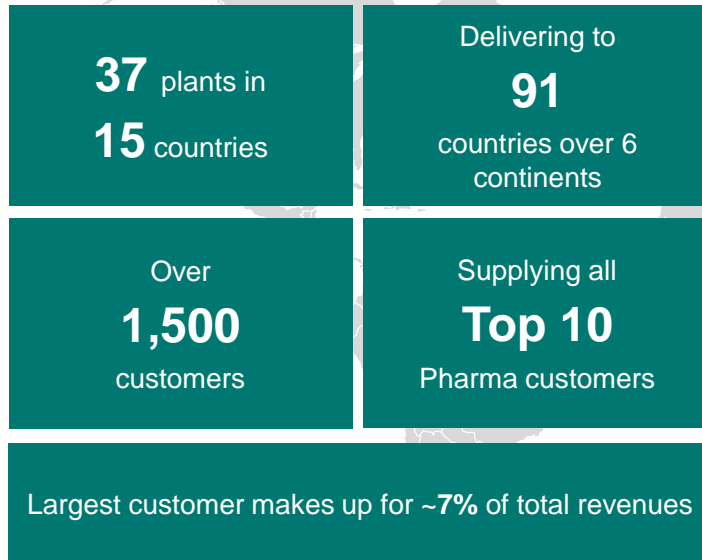 37 plants in
15 countries
Delivering to
91
countries over 6
continents
Over
1,500
customers
Supplying all
Top 10
Pharma customers
Largest customer makes up for ~7% of total revenues